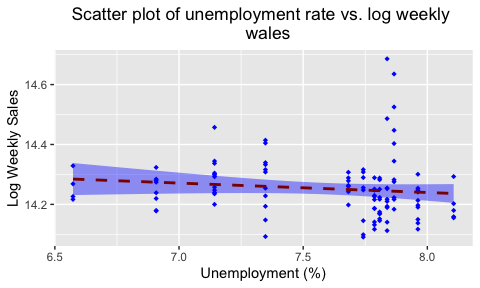 Scatter plot of unemployment rate vs. log weekly
wales
Log Weekly Sales
14.6
14.4
14.2
6.5
7.0
7.5
8.0
Unemployment (%)